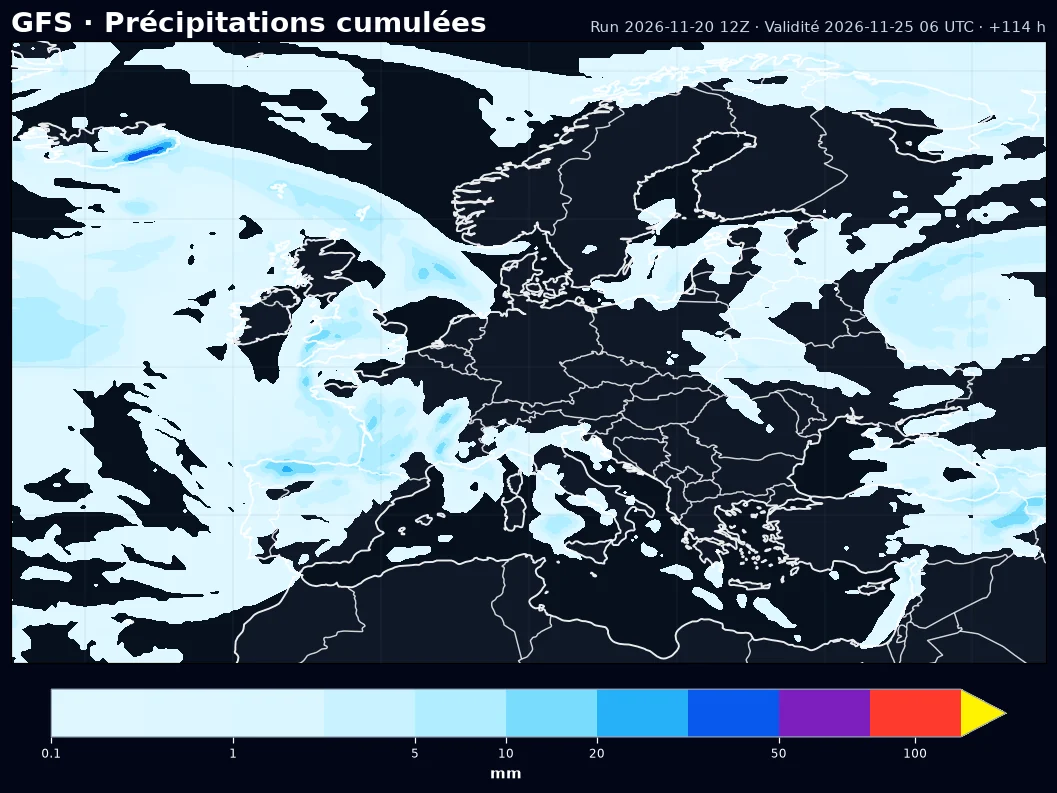 GFS · Précipitations cumulées
Run 2026-11-20 12Z · Validité 2026-11-25 06 UTC · +114 h
0.1 1 5 10 20 50 100
mm